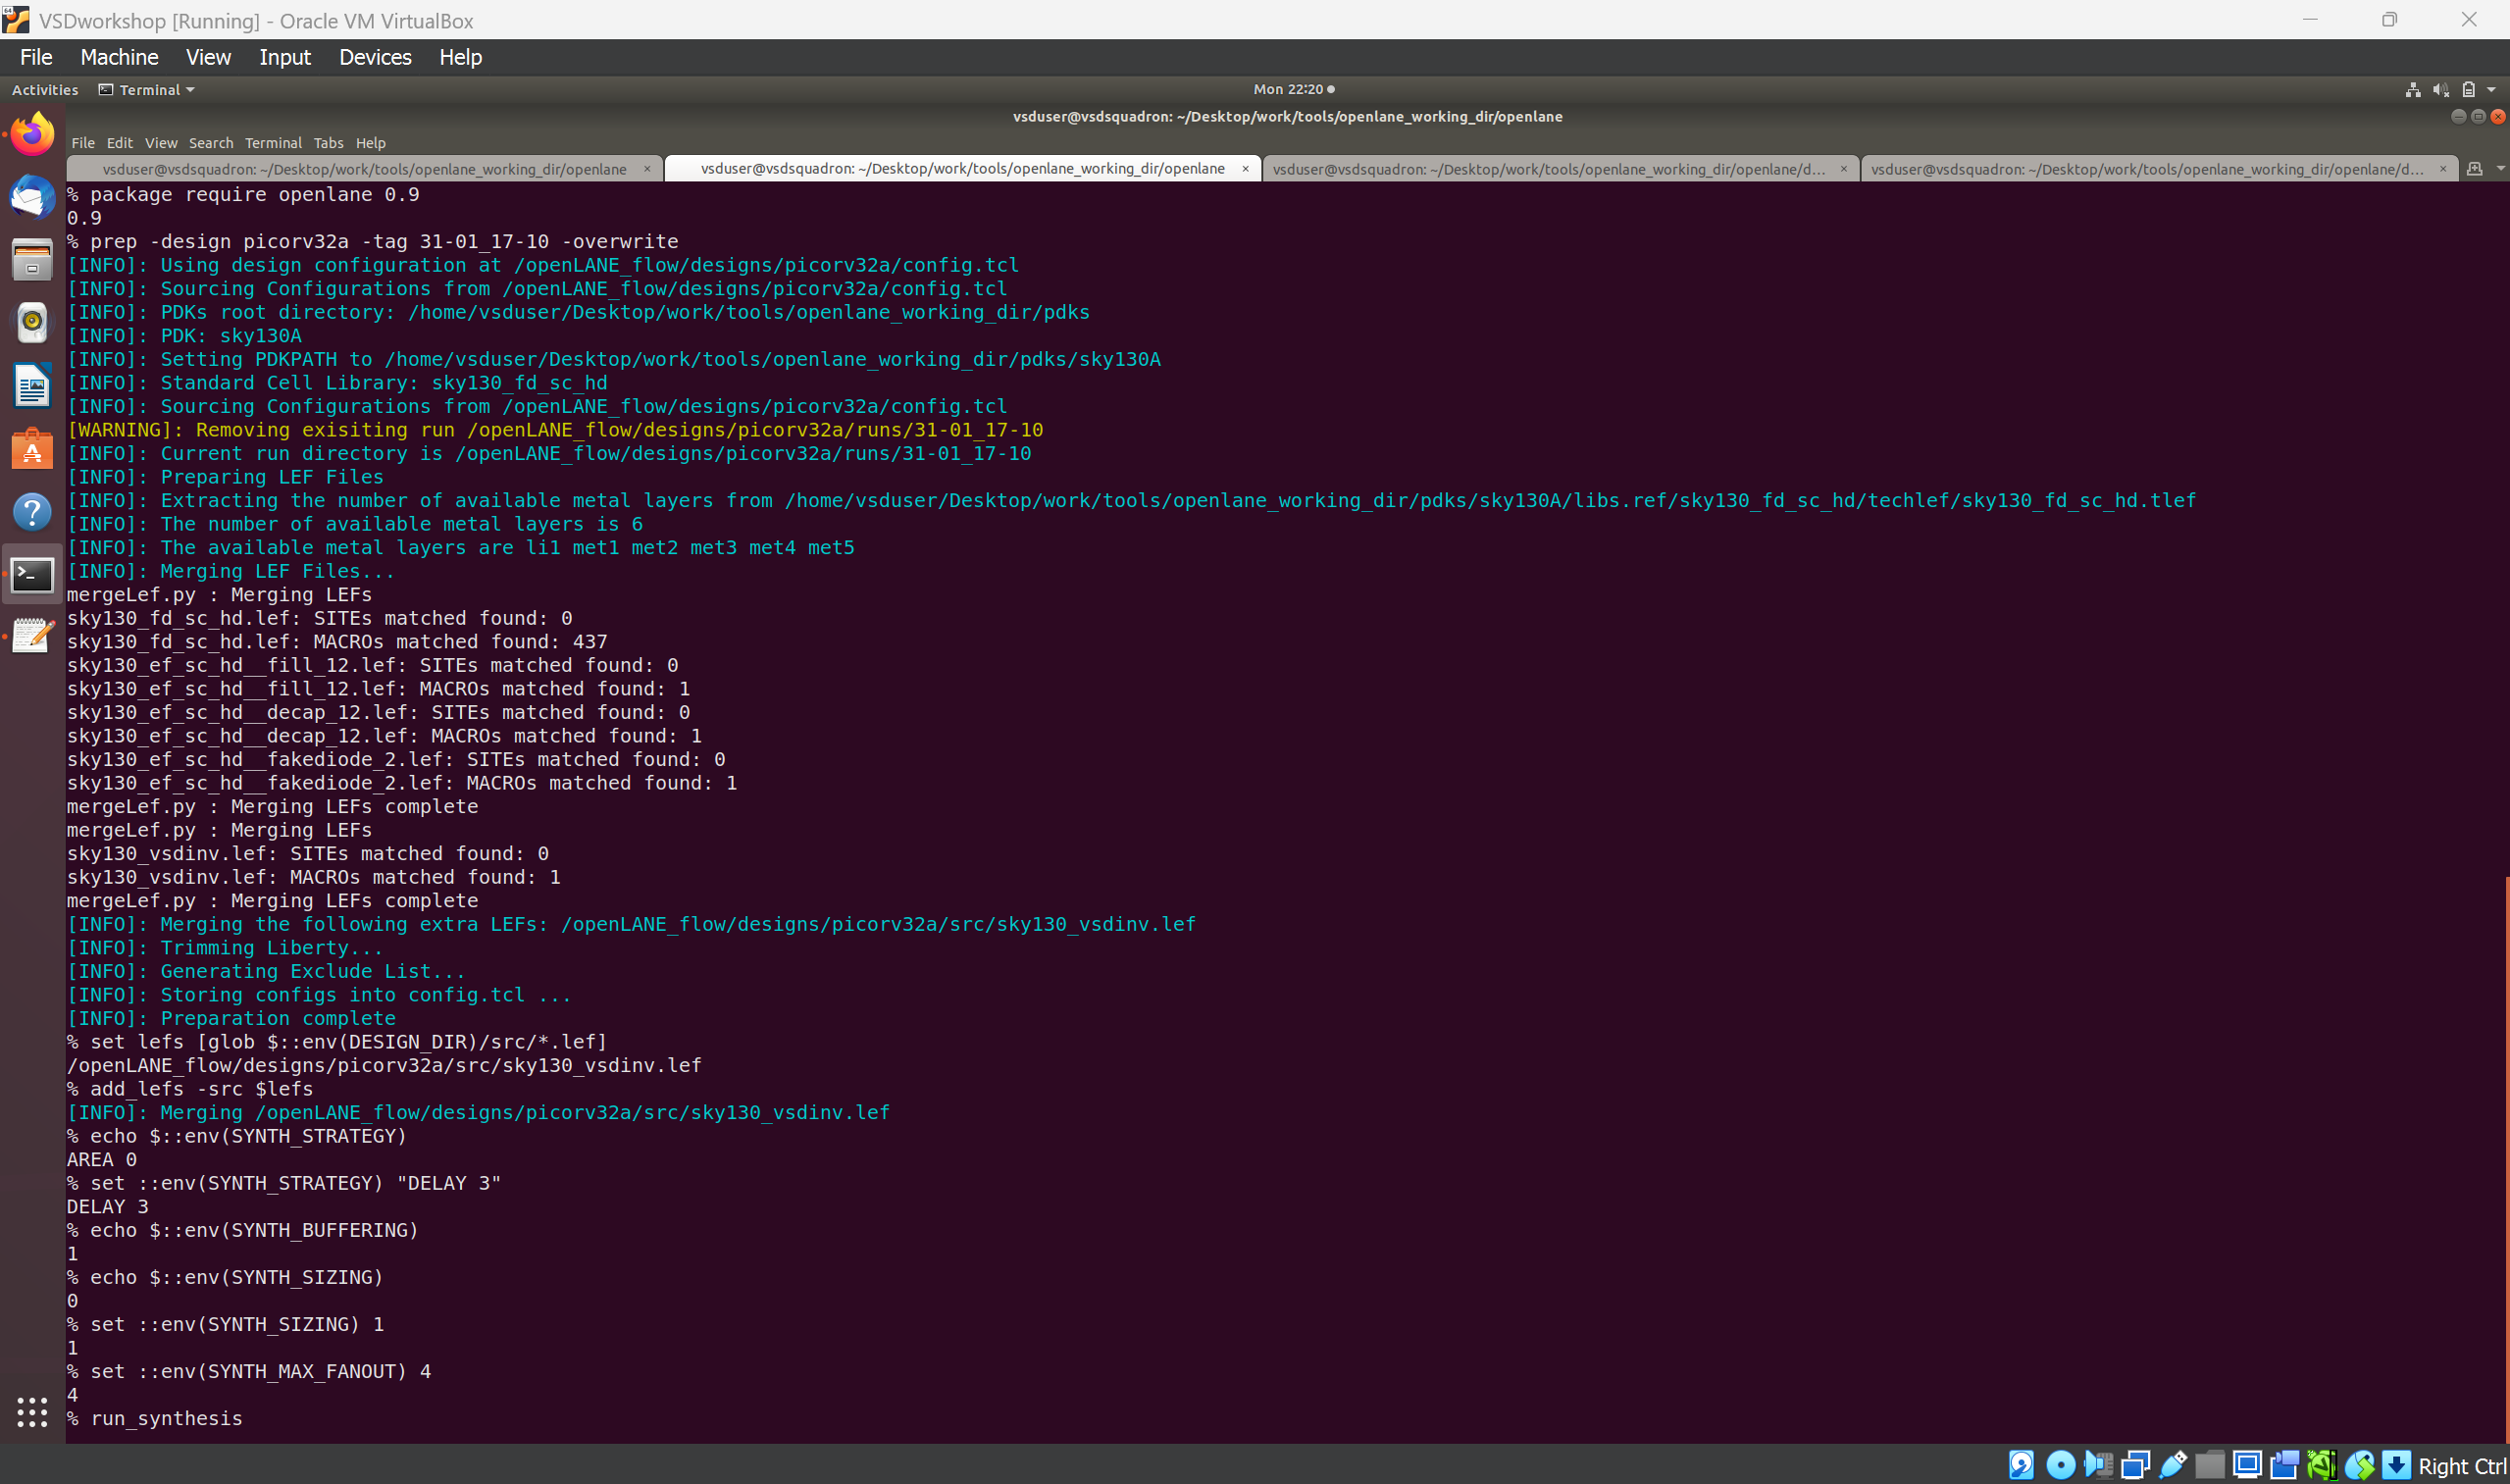 VSDworkshop [Running] - Oracle VM VirtualBox
File Machine View Input Devices Help
Activities Terminal Mon 22:20
vsduser@vsdsquadron: ~/Desktop/work/tools/openlane_working_dir/openlane
File Edit View Search Terminal Tabs Help
vsduser@vsdsquadron: ~/Desktop/work/tools/openlane_working_dir/openlane × vsduser@vsdsquadron: ~/Desktop/work/tools/openlane_working_dir/openlane × vsduser@vsdsquadron: ~/Desktop/work/tools/openlane_working_dir/openlane/d... × vsduser@vsdsquadron: ~/Desktop/work/tools/openlane_working_dir/openlane/d... ×
% package require openlane 0.9
0.9
% prep -design picorv32a -tag 31-01_17-10 -overwrite
[INFO]: Using design configuration at /openLANE_flow/designs/picorv32a/config.tcl
[INFO]: Sourcing Configurations from /openLANE_flow/designs/picorv32a/config.tcl
[INFO]: PDKs root directory: /home/vsduser/Desktop/work/tools/openlane_working_dir/pdks
[INFO]: PDK: sky130A
[INFO]: Setting PDKPATH to /home/vsduser/Desktop/work/tools/openlane_working_dir/pdks/sky130A
[INFO]: Standard Cell Library: sky130_fd_sc_hd
[INFO]: Sourcing Configurations from /openLANE_flow/designs/picorv32a/config.tcl
[WARNING]: Removing exisiting run /openLANE_flow/designs/picorv32a/runs/31-01_17-10
[INFO]: Current run directory is /openLANE_flow/designs/picorv32a/runs/31-01_17-10
[INFO]: Preparing LEF Files
[INFO]: Extracting the number of available metal layers from /home/vsduser/Desktop/work/tools/openlane_working_dir/pdks/sky130A/libs.ref/sky130_fd_sc_hd/techlef/sky130_fd_sc_hd.tlef
[INFO]: The number of available metal layers is 6
[INFO]: The available metal layers are li1 met1 met2 met3 met4 met5
[INFO]: Merging LEF Files...
mergeLef.py : Merging LEFs
sky130_fd_sc_hd.lef: SITEs matched found: 0
sky130_fd_sc_hd.lef: MACROs matched found: 437
sky130_ef_sc_hd__fill_12.lef: SITEs matched found: 0
sky130_ef_sc_hd__fill_12.lef: MACROs matched found: 1
sky130_ef_sc_hd__decap_12.lef: SITEs matched found: 0
sky130_ef_sc_hd__decap_12.lef: MACROs matched found: 1
sky130_ef_sc_hd__fakediode_2.lef: SITEs matched found: 0
sky130_ef_sc_hd__fakediode_2.lef: MACROs matched found: 1
mergeLef.py : Merging LEFs complete
mergeLef.py : Merging LEFs
sky130_vsdinv.lef: SITEs matched found: 0
sky130_vsdinv.lef: MACROs matched found: 1
mergeLef.py : Merging LEFs complete
[INFO]: Merging the following extra LEFs: /openLANE_flow/designs/picorv32a/src/sky130_vsdinv.lef
[INFO]: Trimming Liberty...
[INFO]: Generating Exclude List...
[INFO]: Storing configs into config.tcl ...
[INFO]: Preparation complete
% set lefs [glob $::env(DESIGN_DIR)/src/*.lef]
/openLANE_flow/designs/picorv32a/src/sky130_vsdinv.lef
% add_lefs -src $lefs
[INFO]: Merging /openLANE_flow/designs/picorv32a/src/sky130_vsdinv.lef
% echo $::env(SYNTH_STRATEGY)
AREA 0
% set ::env(SYNTH_STRATEGY) "DELAY 3"
DELAY 3
% echo $::env(SYNTH_BUFFERING)
1
% echo $::env(SYNTH_SIZING)
0
% set ::env(SYNTH_SIZING) 1
1
% set ::env(SYNTH_MAX_FANOUT) 4
4
% run_synthesis
Right Ctrl